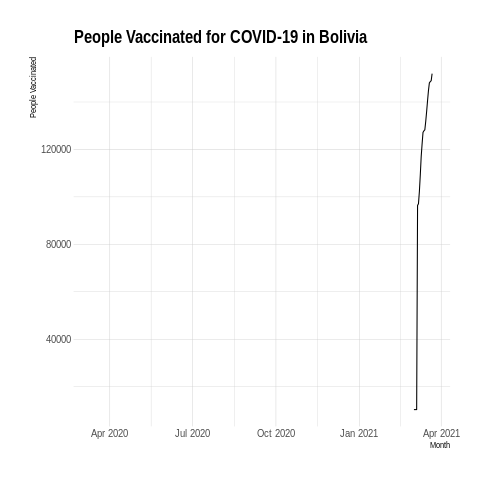 People Vaccinated for COVID-19 in Bolivia
People Vaccinated
120000
80000
40000
Apr 2020 Jul 2020 Oct 2020 Jan 2021 Apr 2021
Month